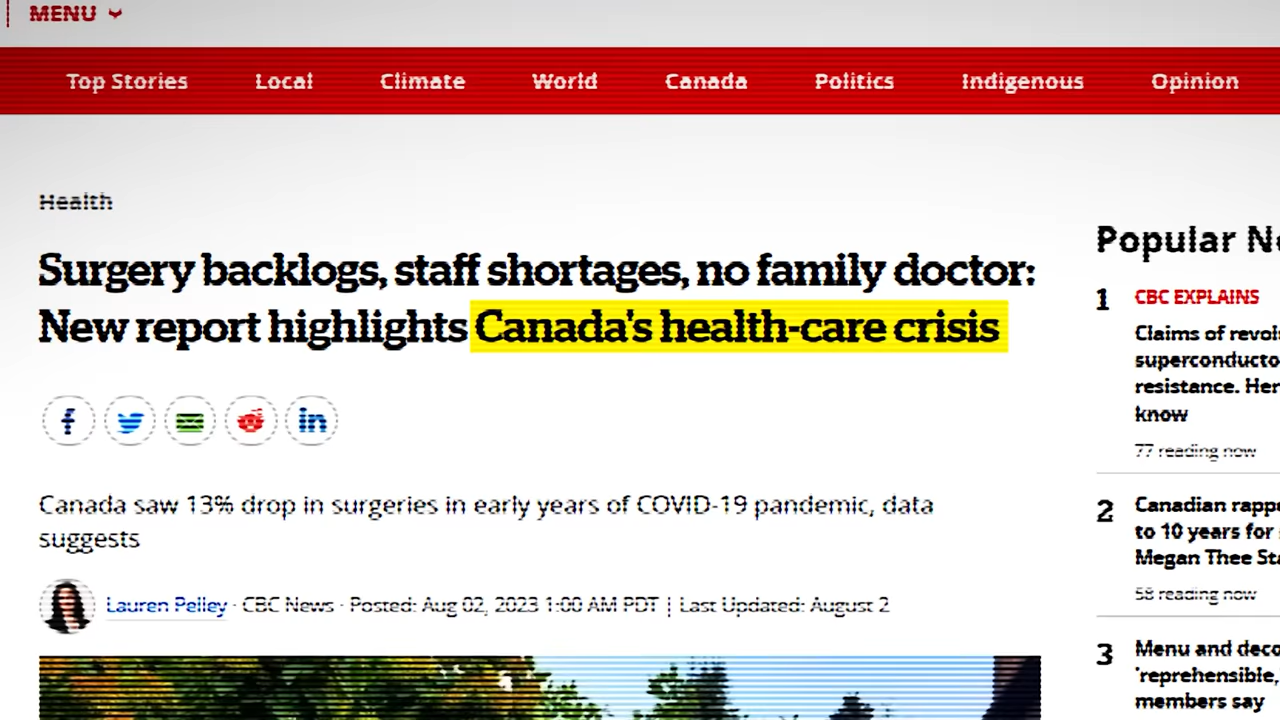 MENU
Top Stories Local Climate World Canada Politics Indigenous Opinion
Health
Surgery backlogs, staff shortages, no family doctor:
New report highlights Canada's health-care crisis
Canada saw 13% drop in surgeries in early years of COVID-19 pandemic, data
suggests
Lauren Pelley · CBC News · Posted: Aug 02, 2023 1:00 AM PDT | Last Updated: August 2
Popular
1 CBC EXPLAINS
Claims of
resistance.
know
77 reading now
2 Canadian
to 10 years for
Megan Thee
58 reading now
3 Menu and
'reprehensible,
members say